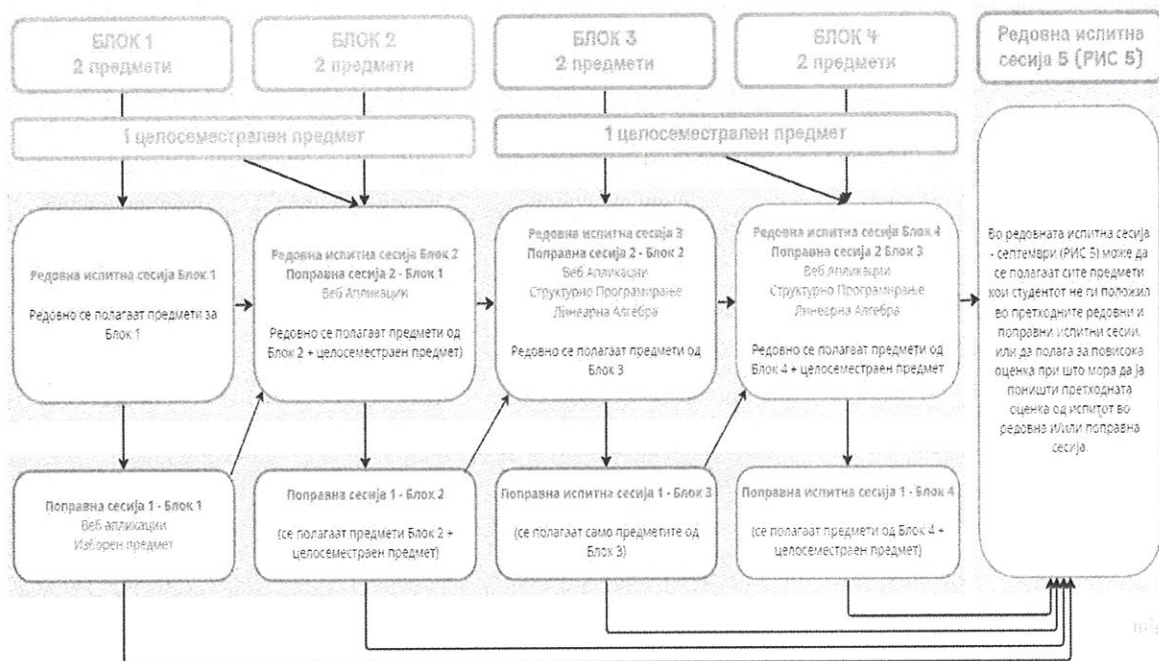 БЛОК 1
2 предмети
БЛОК 2
2 предмети
БЛОК 3
2 предмети
БЛОК 4
2 предмети
Редовна ислитна
сесија 5 (РИС 5)
1 целосеместрален предмет
1 целосеместрален предмет
Редовна испитна сесија Блок 1
Редовно се полагаат предмети за
Блок 1
Редовна испитна сесија Блок 2
Поправна сесија 2 - Блок 1
Веб Апликации
Редовно се полагаат предмети од
Блок 2 + целосеместраен предмет)
Редовна испитна сесија 3
Поправна сесија 2 - Блок 2
Веб Апликации
Структурно Програмирање
Линеарна Алгебра
Редовно се полагаат предмети од
Блок 3
Редовна испитна сесија Блок 4
Поправна сесија 2 Блок 3
Веб Апликации
Структурно Програмирање
Линеарна Алгебра
Редовно се полагаат предмети од
Блок 4 + целосеместраен предмет
Во редовната испитна сесија
- септември (РИС 5) може да
се полагаат сите предмети
кои студентот не ги положил
во претходните редовни и
поправни испитни сесии,
или да полага за повисока
оценка при што мора да ја
поништи претходната
оценка од испитот во
редовна и/или поправна
сесија.
Поправна сесија 1 - Блок 1
Веб апликации
Изборен предмет
Поправна сесија 1 - Блок 2
(се полагаат предмети Блок 2 +
целосеместраен предмет)
Поправна испитна сесија 1 - Блок 3
(се полагаат само предметите од
Блок 3)
Поправна испитна сесија 1 - Блок 4
(се полагаат предмети од Блок 4 +
целосеместраен предмет)